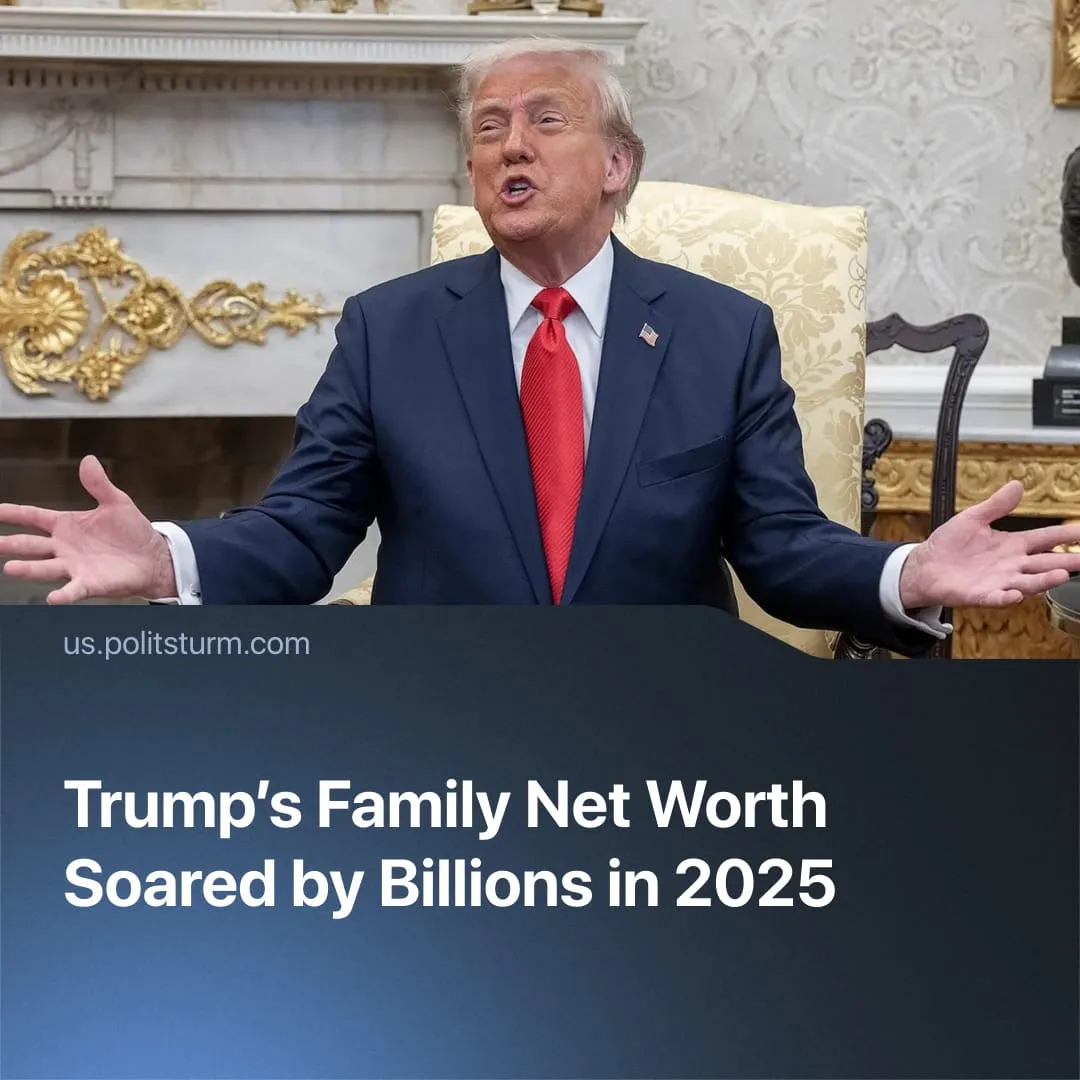 us.politsturm.com
Trump’s Family Net Worth
Soared by Billions in 2025